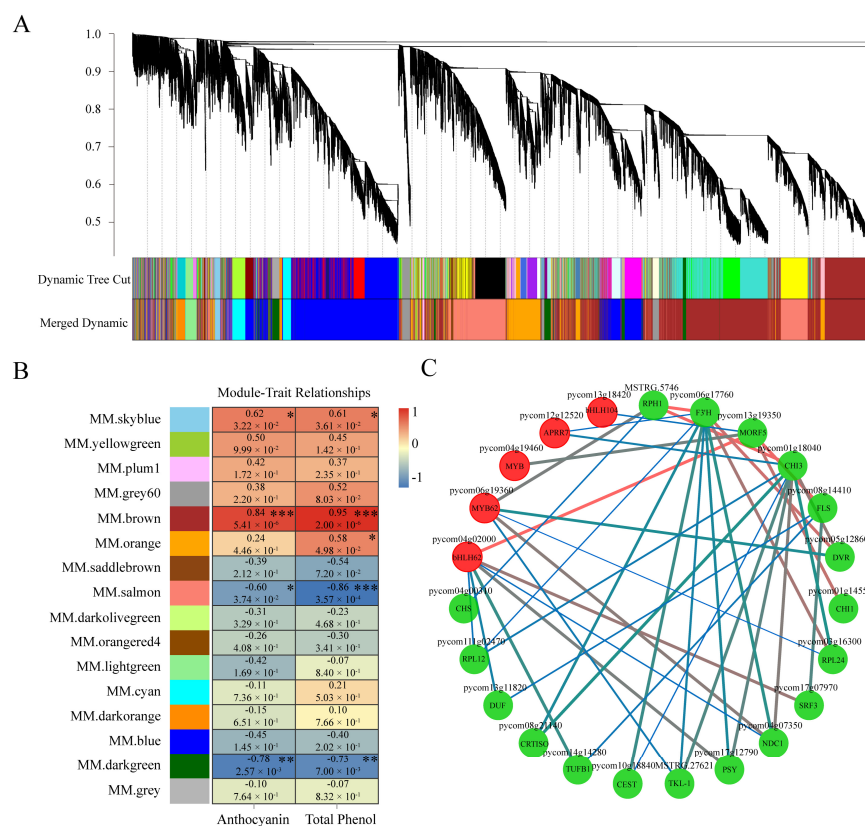 A
1.0
0.9
0.8
0.7
0.6
0.5
Dynamic Tree Cut
Merged Dynamic
B
Module-Trait Relationships
MM.skyblue
0.62 *
3.22 × 10⁻²
0.61 *
3.61 × 10⁻²
MM.yellowgreen
0.50
9.99 × 10⁻²
0.45
1.42 × 10⁻¹
MM.plum1
0.42
1.72 × 10⁻¹
0.37
2.35 × 10⁻¹
MM.grey60
0.38
2.20 × 10⁻¹
0.52
8.03 × 10⁻²
MM.brown
0.84 ***
5.41 × 10⁻⁶
0.95 ***
2.00 × 10⁻⁶
MM.orange
0.24
4.46 × 10⁻¹
0.58 *
4.98 × 10⁻²
MM.saddlebrown
-0.39
2.12 × 10⁻¹
-0.54
7.20 × 10⁻²
MM.salmon
-0.60 *
3.74 × 10⁻²
-0.86 ***
3.57 × 10⁻⁴
MM.darkolivegreen
-0.31
3.29 × 10⁻¹
-0.23
4.68 × 10⁻¹
MM.orangered4
-0.26
4.08 × 10⁻¹
-0.30
3.41 × 10⁻¹
MM.lightgreen
-0.42
1.69 × 10⁻¹
-0.07
8.40 × 10⁻¹
MM.cyan
-0.11
7.36 × 10⁻¹
0.21
5.03 × 10⁻¹
MM.darkorange
-0.15
6.51 × 10⁻¹
0.10
7.66 × 10⁻¹
MM.blue
-0.45
1.45 × 10⁻¹
-0.40
2.02 × 10⁻¹
MM.darkgreen
-0.78 **
2.57 × 10⁻³
-0.73 **
7.00 × 10⁻³
MM.grey
-0.10
7.64 × 10⁻¹
-0.07
8.32 × 10⁻¹
Anthocyanin
Total Phenol
1
0
-1
C
MSTRG.5746
RPH1
pycom06g17760
F3'H
pycom13g18420
bHLH104
pycom13g19350
MORF5
pycom12g12520
APRR7
pycom01g18040
CHI3
pycom04g19460
MYB
pycom08g14410
FLS
pycom06g19360
MYB62
pycom05g12860
DVR
pycom04g02000
bHLH62
CHI1
pycom04g00310
CHS
pycom03g16300
RPL24
pycom11g02470
RPL12
pycom17g07970
SRF3
pycom13g11820
DUF
pycom04g07350
NDC1
pycom08g21140
CRTISO
pycom17g12790
PSY
pycom14g14280
TUFB1
pycom10g18840
CEST
MSTRG.27621
TKL-1